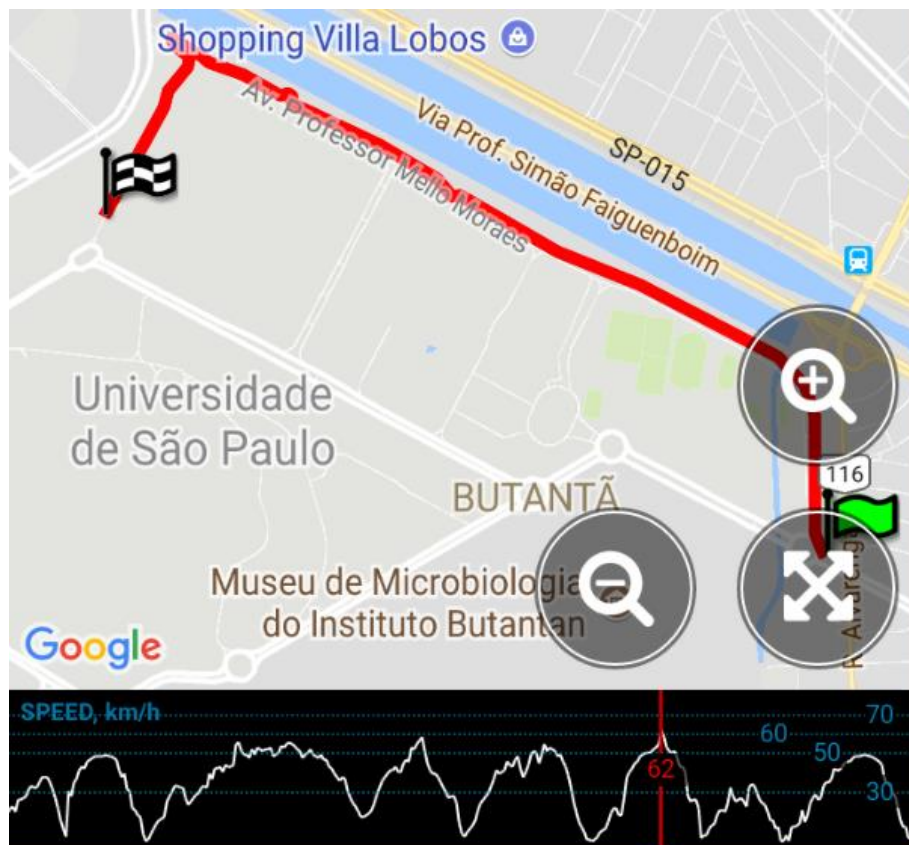 Shopping Villa Lobos
Av. Professor Mello Moraes
Via Prof. Simão Faiguenboim
SP-015
Universidade
de São Paulo
116
BUTANTÃ
R. Alvarenga
Museu de Microbiologia
do Instituto Butantan
Google
SPEED, km/h
70
60
50
62
30